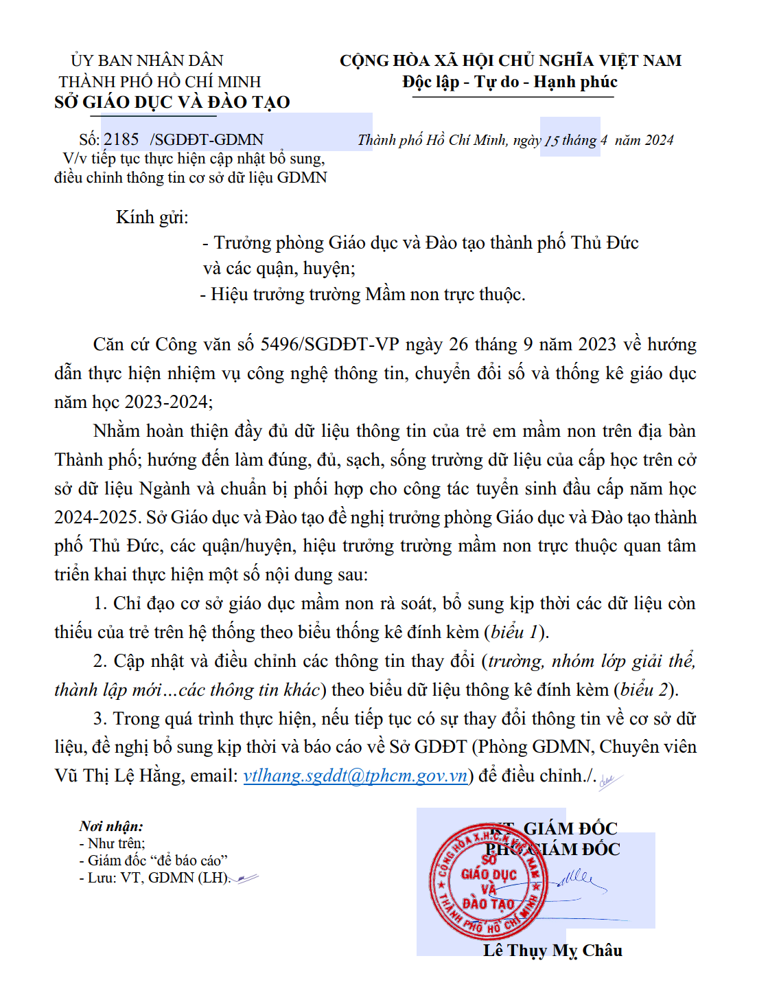 ỦY BAN NHÂN DÂN
THÀNH PHỐ HỒ CHÍ MINH
SỞ GIÁO DỤC VÀ ĐÀO TẠO
CỘNG HÒA XÃ HỘI CHỦ NGHĨA VIỆT NAM
Độc lập - Tự do - Hạnh phúc
Số: 2185 /SGDĐT-GDMN
V/v tiếp tục thực hiện cập nhật bổ sung,
điều chỉnh thông tin cơ sở dữ liệu GDMN
Thành phố Hồ Chí Minh, ngày 15 tháng 4 năm 2024
Kính gửi:
- Trưởng phòng Giáo dục và Đào tạo thành phố Thủ Đức
và các quận, huyện;
- Hiệu trưởng trường Mầm non trực thuộc.
Căn cứ Công văn số 5496/SGDĐT-VP ngày 26 tháng 9 năm 2023 về hướng
dẫn thực hiện nhiệm vụ công nghệ thông tin, chuyển đổi số và thống kê giáo dục
năm học 2023-2024;
Nhằm hoàn thiện đầy đủ dữ liệu thông tin của trẻ em mầm non trên địa bàn
Thành phố; hướng đến làm đúng, đủ, sạch, sống trường dữ liệu của cấp học trên cơ
sở dữ liệu Ngành và chuẩn bị phối hợp cho công tác tuyển sinh đầu cấp năm học
2024-2025. Sở Giáo dục và Đào tạo đề nghị trưởng phòng Giáo dục và Đào tạo thành
phố Thủ Đức, các quận/huyện, hiệu trưởng trường mầm non trực thuộc quan tâm
triển khai thực hiện một số nội dung sau:
1. Chỉ đạo cơ sở giáo dục mầm non rà soát, bổ sung kịp thời các dữ liệu còn
thiếu của trẻ trên hệ thống theo biểu thống kê đính kèm (biểu 1).
2. Cập nhật và điều chỉnh các thông tin thay đổi (trường, nhóm lớp giải thể,
thành lập mới…các thông tin khác) theo biểu dữ liệu thông kê đính kèm (biểu 2).
3. Trong quá trình thực hiện, nếu tiếp tục có sự thay đổi thông tin về cơ sở dữ
liệu, đề nghị bổ sung kịp thời và báo cáo về Sở GDĐT (Phòng GDMN, Chuyên viên
Vũ Thị Lệ Hằng, email: vtlhang.sgddt@tphcm.gov.vn) để điều chỉnh./.
Nơi nhận:
- Như trên;
- Giám đốc “để báo cáo”
- Lưu: VT, GDMN (LH).
KT. GIÁM ĐỐC
PHÓ GIÁM ĐỐC
CỘNG HÒA X.H.C.N VIỆT NAM
SỞ
GIÁO DỤC
VÀ
ĐÀO TẠO
★ THÀNH PHỐ HỒ CHÍ MINH ★
Lê Thụy Mỵ Châu